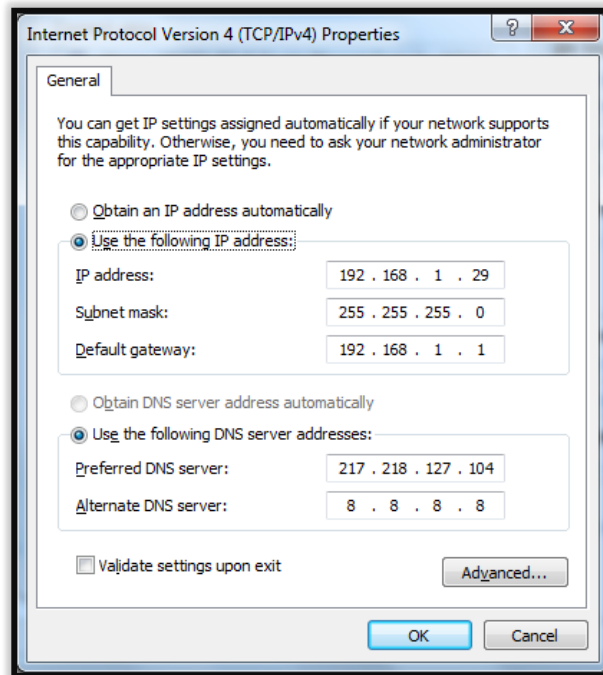 Internet Protocol Version 4 (TCP/IPv4) Properties
General
You can get IP settings assigned automatically if your network supports
this capability. Otherwise, you need to ask your network administrator
for the appropriate IP settings.
Obtain an IP address automatically
Use the following IP address:
IP address: 192 . 168 . 1 . 29
Subnet mask: 255 . 255 . 255 . 0
Default gateway: 192 . 168 . 1 . 1
Obtain DNS server address automatically
Use the following DNS server addresses:
Preferred DNS server: 217 . 218 . 127 . 104
Alternate DNS server: 8 . 8 . 8 . 8
Validate settings upon exit
Advanced...
OK Cancel